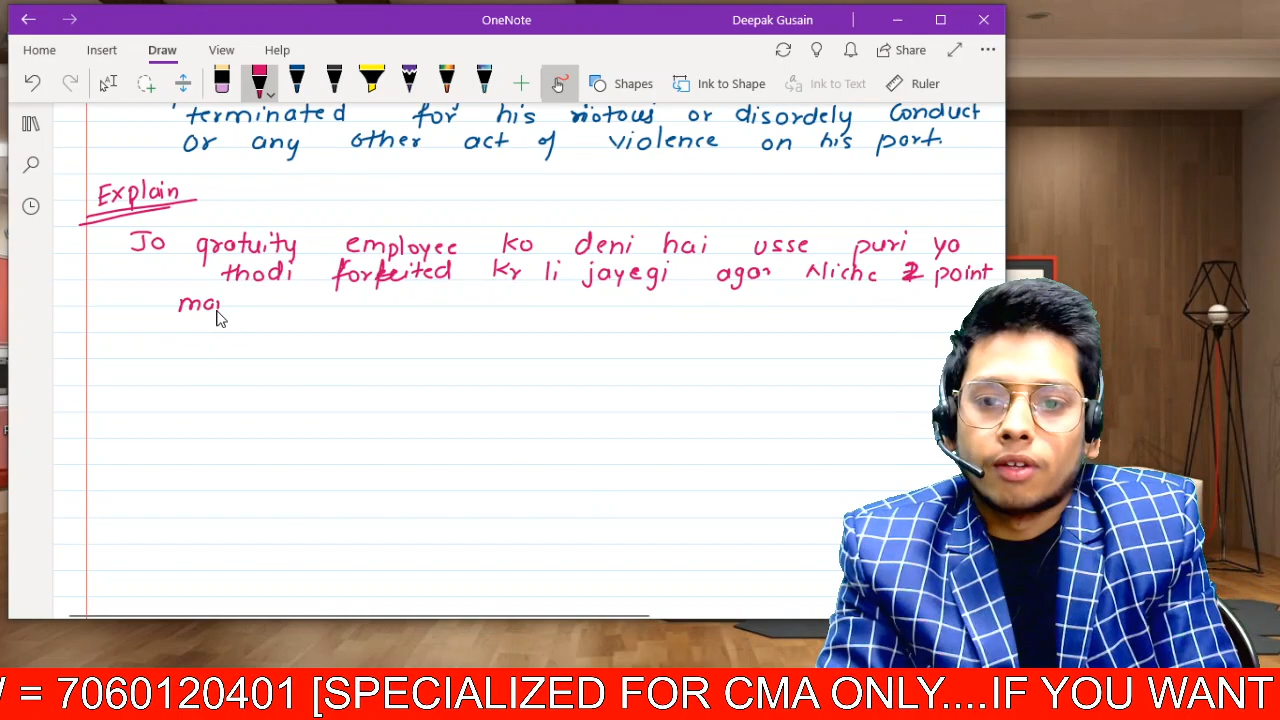 OneNote
Deepak Gusain
Home Insert Draw View Help Share
Shapes Ink to Shape Ink to Text Ruler
terminated for his riotous or disordely Conduct
Or any other act of violence on his part.
Explain
Jo gratuity employee ko deni hai usse puri ya
thodi forfeited kr li jayegi agar Niche 2 point
= 7060120401 [SPECIALIZED FOR CMA ONLY....IF YOU WANT